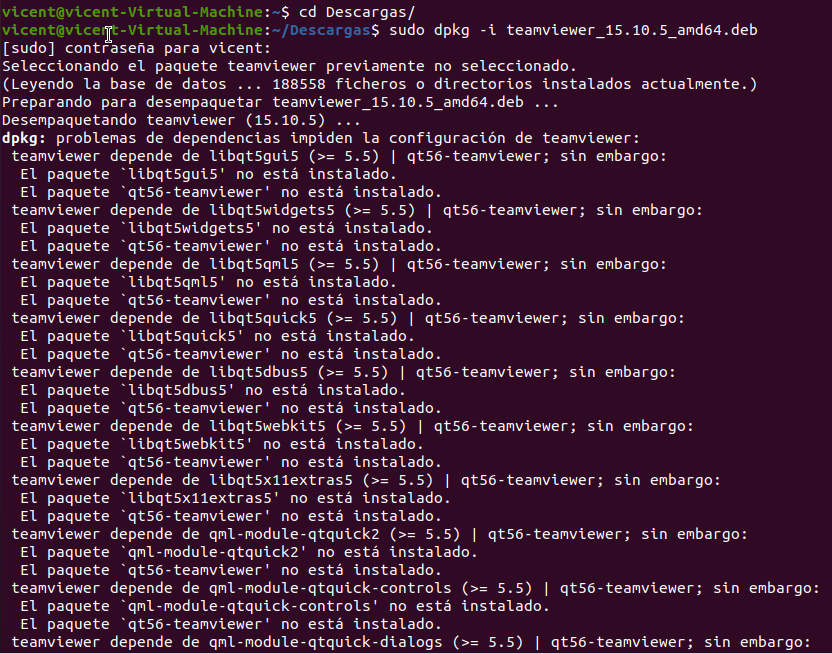 vicent@vicent-Virtual-Machine:~$ cd Descargas/
vicent@vicent-Virtual-Machine:~/Descargas$ sudo dpkg -i teamviewer_15.10.5_amd64.deb
[sudo] contraseña para vicent:
Seleccionando el paquete teamviewer previamente no seleccionado.
(Leyendo la base de datos ... 188558 ficheros o directorios instalados actualmente.)
Preparando para desempaquetar teamviewer_15.10.5_amd64.deb ...
Desempaquetando teamviewer (15.10.5) ...
dpkg: problemas de dependencias impiden la configuración de teamviewer:
 teamviewer depende de libqt5gui5 (>= 5.5) | qt56-teamviewer; sin embargo:
  El paquete `libqt5gui5' no está instalado.
  El paquete `qt56-teamviewer' no está instalado.
 teamviewer depende de libqt5widgets5 (>= 5.5) | qt56-teamviewer; sin embargo:
  El paquete `libqt5widgets5' no está instalado.
  El paquete `qt56-teamviewer' no está instalado.
 teamviewer depende de libqt5qml5 (>= 5.5) | qt56-teamviewer; sin embargo:
  El paquete `libqt5qml5' no está instalado.
  El paquete `qt56-teamviewer' no está instalado.
 teamviewer depende de libqt5quick5 (>= 5.5) | qt56-teamviewer; sin embargo:
  El paquete `libqt5quick5' no está instalado.
  El paquete `qt56-teamviewer' no está instalado.
 teamviewer depende de libqt5dbus5 (>= 5.5) | qt56-teamviewer; sin embargo:
  El paquete `libqt5dbus5' no está instalado.
  El paquete `qt56-teamviewer' no está instalado.
 teamviewer depende de libqt5webkit5 (>= 5.5) | qt56-teamviewer; sin embargo:
  El paquete `libqt5webkit5' no está instalado.
  El paquete `qt56-teamviewer' no está instalado.
 teamviewer depende de libqt5x11extras5 (>= 5.5) | qt56-teamviewer; sin embargo:
  El paquete `libqt5x11extras5' no está instalado.
  El paquete `qt56-teamviewer' no está instalado.
 teamviewer depende de qml-module-qtquick2 (>= 5.5) | qt56-teamviewer; sin embargo:
  El paquete `qml-module-qtquick2' no está instalado.
  El paquete `qt56-teamviewer' no está instalado.
 teamviewer depende de qml-module-qtquick-controls (>= 5.5) | qt56-teamviewer; sin embargo:
  El paquete `qml-module-qtquick-controls' no está instalado.
  El paquete `qt56-teamviewer' no está instalado.
 teamviewer depende de qml-module-qtquick-dialogs (>= 5.5) | qt56-teamviewer; sin embargo: